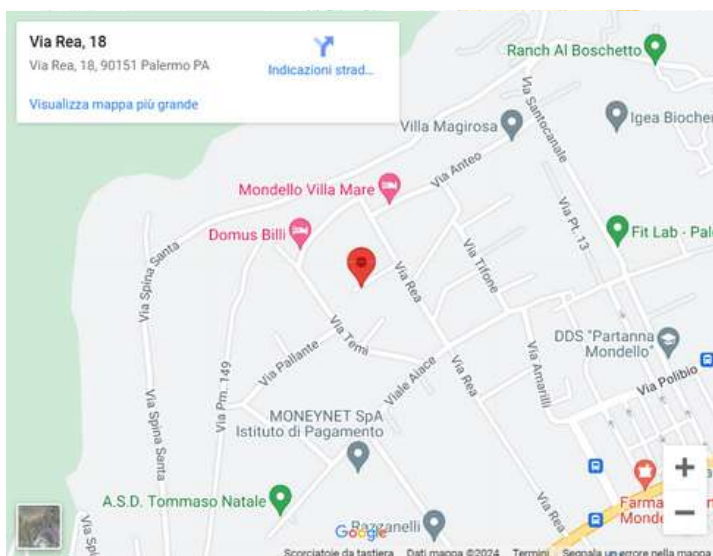 Via Rea, 18
Via Rea, 18, 90151 Palermo PA
Indicazioni strad...
Visualizza mappa più grande
Ranch Al Boschetto
Via Santocanale
Villa Magirosa
Igea Biocher
Via Anteo
Mondello Villa Mare
Via Pt. 13
Domus Billi
Fit Lab - Pal
Via Spina Santa
Via Tifone
Via Rea
DDS "Partanna
Mondello"
Via Temi
Via Pallante
Viale Aiace
Via Rea
Via Amarilli
Via Polibio
Via Pm. 149
MONEYNET SpA
Istituto di Pagamento
Via Spina Santa
A.S.D. Tommaso Natale
Via Rea
Farma
Mond
Google
Razzanelli
Via Sp
Scorciatoie da tastiera
Dati mappa ©2024
Termini
Segnala un errore nella mappa